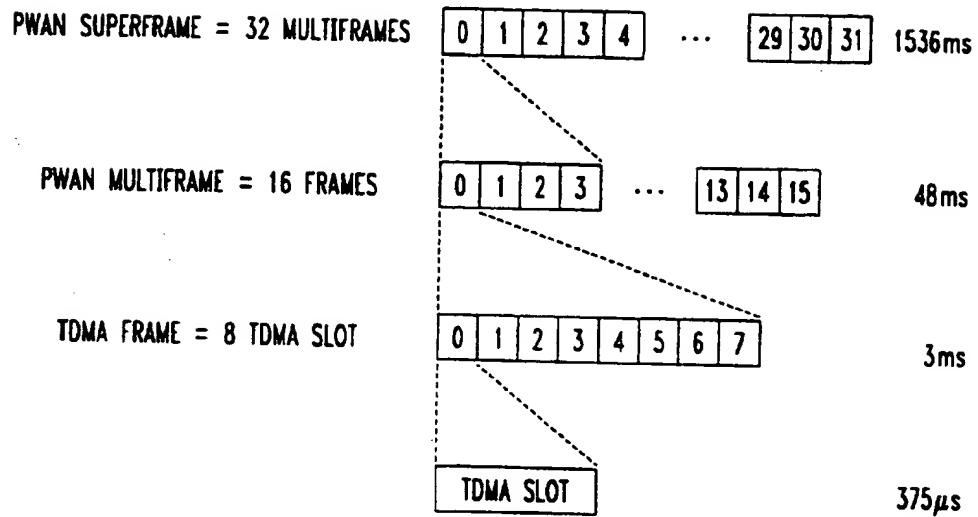 PWAN SUPERFRAME = 32 MULTIFRAMES 0 1 2 3 4 ... 29 30 31 1536ms
PWAN MULTIFRAME = 16 FRAMES 0 1 2 3 ... 13 14 15 48ms
TDMA FRAME = 8 TDMA SLOT 0 1 2 3 4 5 6 7 3ms
TDMA SLOT 375μs